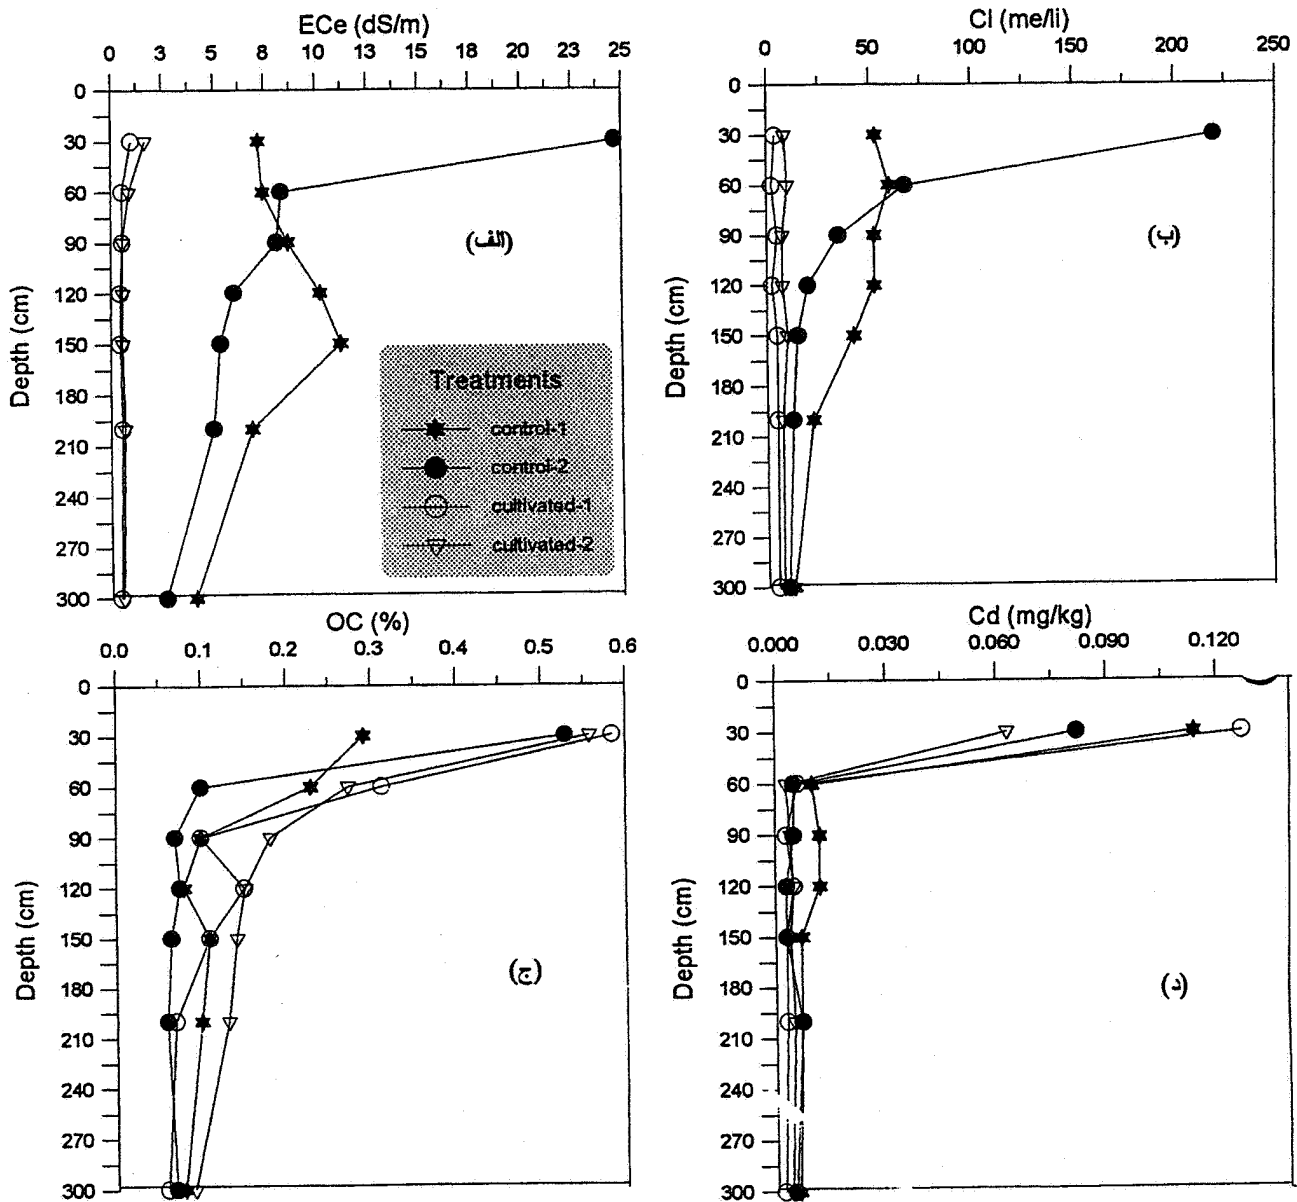 ECe (dS/m)
0 3 5 8 10 13 15 18 20 23 25
0
30
60
90
120
150
180
210
240
270
300
Depth (cm)
(الف)
Treatments
control-1
control-2
cultivated-1
cultivated-2
Cl (me/li)
0 50 100 150 200 250
0
30
60
90
120
150
180
210
240
270
300
Depth (cm)
(ب)
OC (%)
0.0 0.1 0.2 0.3 0.4 0.5 0.6
0
30
60
90
120
150
180
210
240
270
300
Depth (cm)
(ج)
Cd (mg/kg)
0.000 0.030 0.060 0.090 0.120
0
30
60
90
120
150
180
210
240
270
300
Depth (cm)
(د)